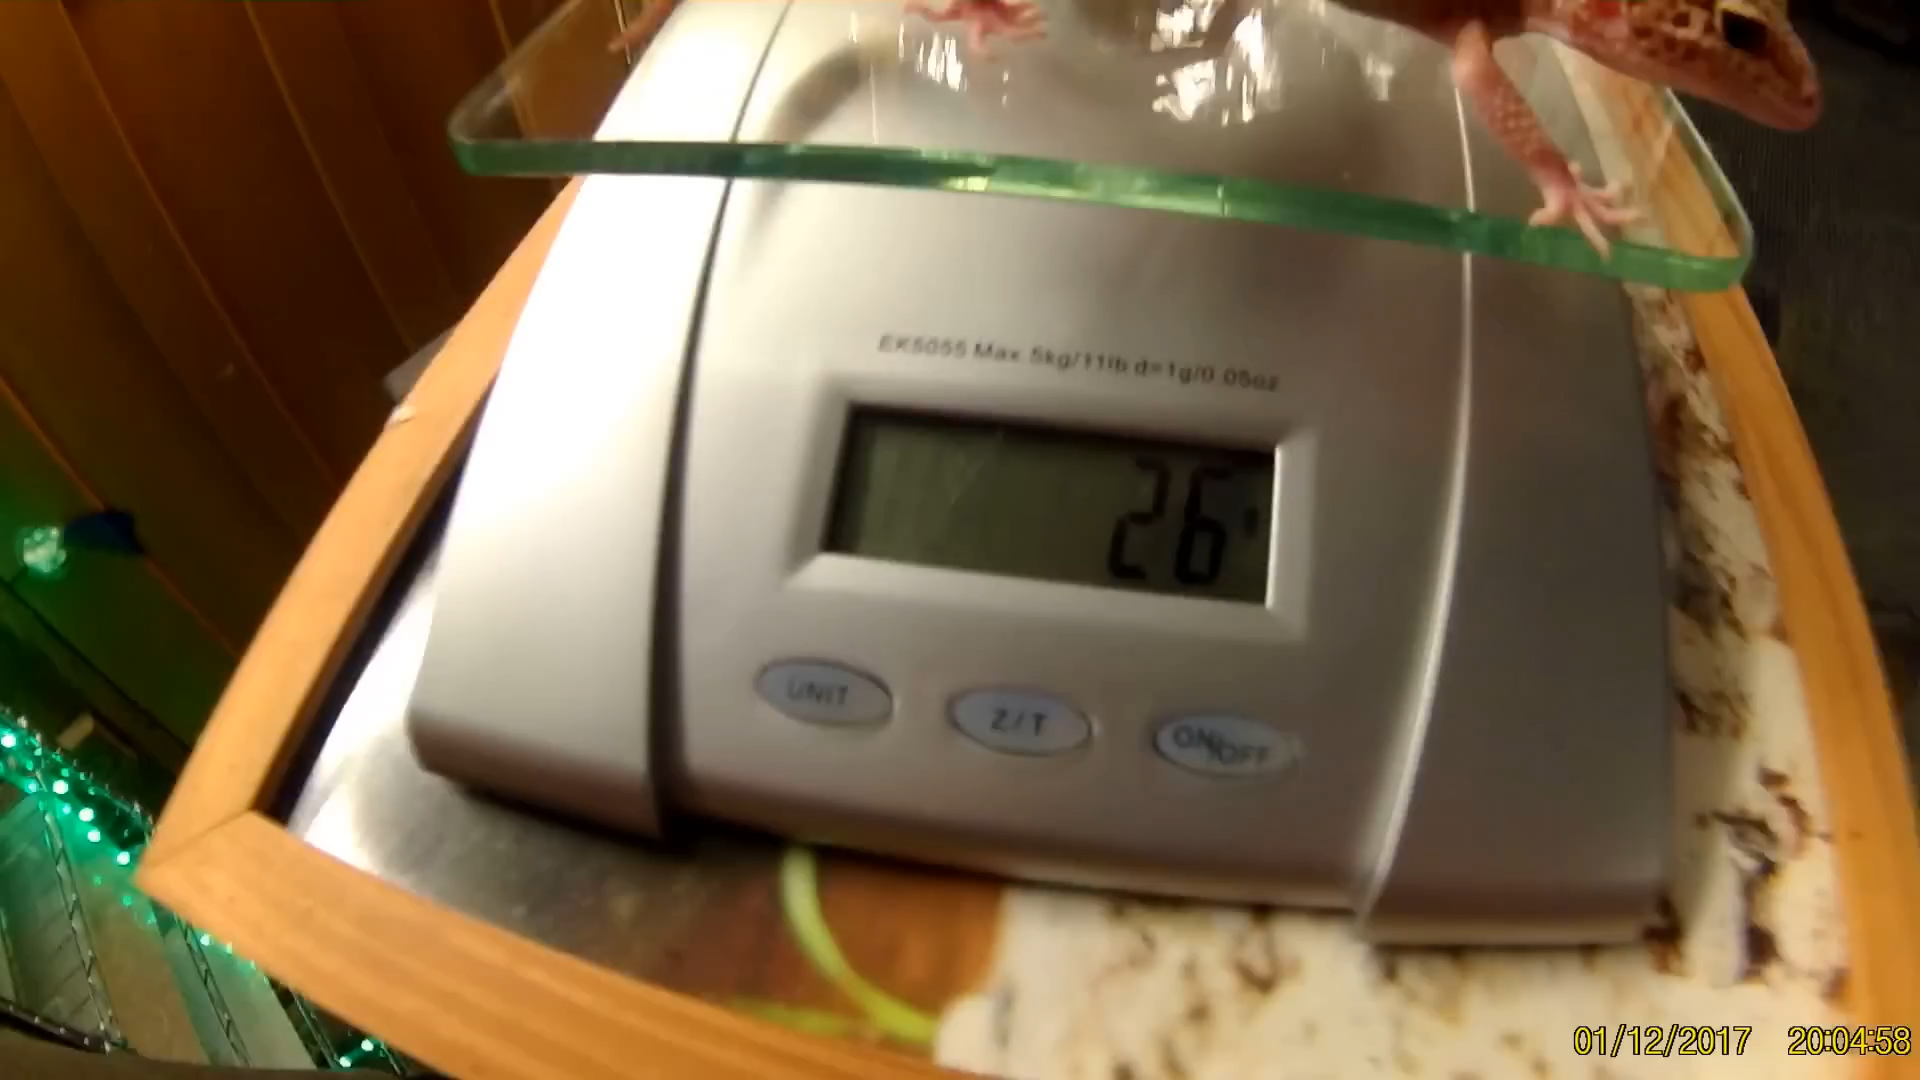 EK5055 Max 5kg/11lb d=1g/0.05oz
26
UNIT
Z/T
ON/OFF
01/12/2017 20:04:58